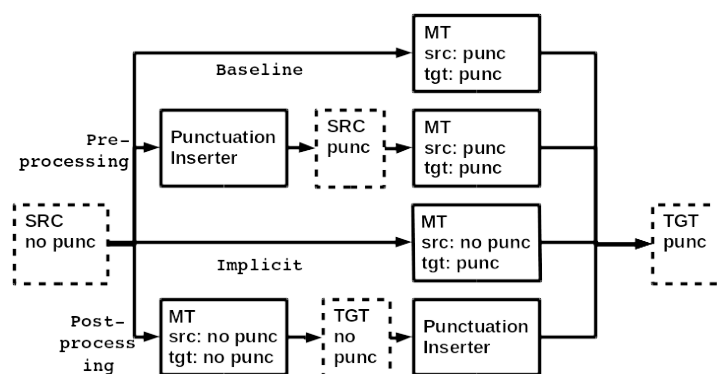 MT
src: punc
tgt: punc
Baseline
Pre-
processing
Punctuation
Inserter
SRC
punc
MT
src: punc
tgt: punc
SRC
no punc
Implicit
MT
src: no punc
tgt: punc
TGT
punc
Post-
process
ing
MT
src: no punc
tgt: no punc
TGT
no
punc
Punctuation
Inserter